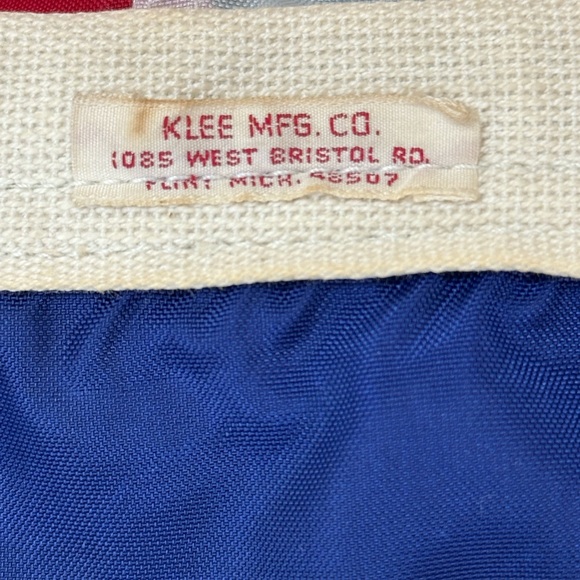 KLEE MFG. CO.
1085 WEST BRISTOL RD.
FLINT MICH. 48507